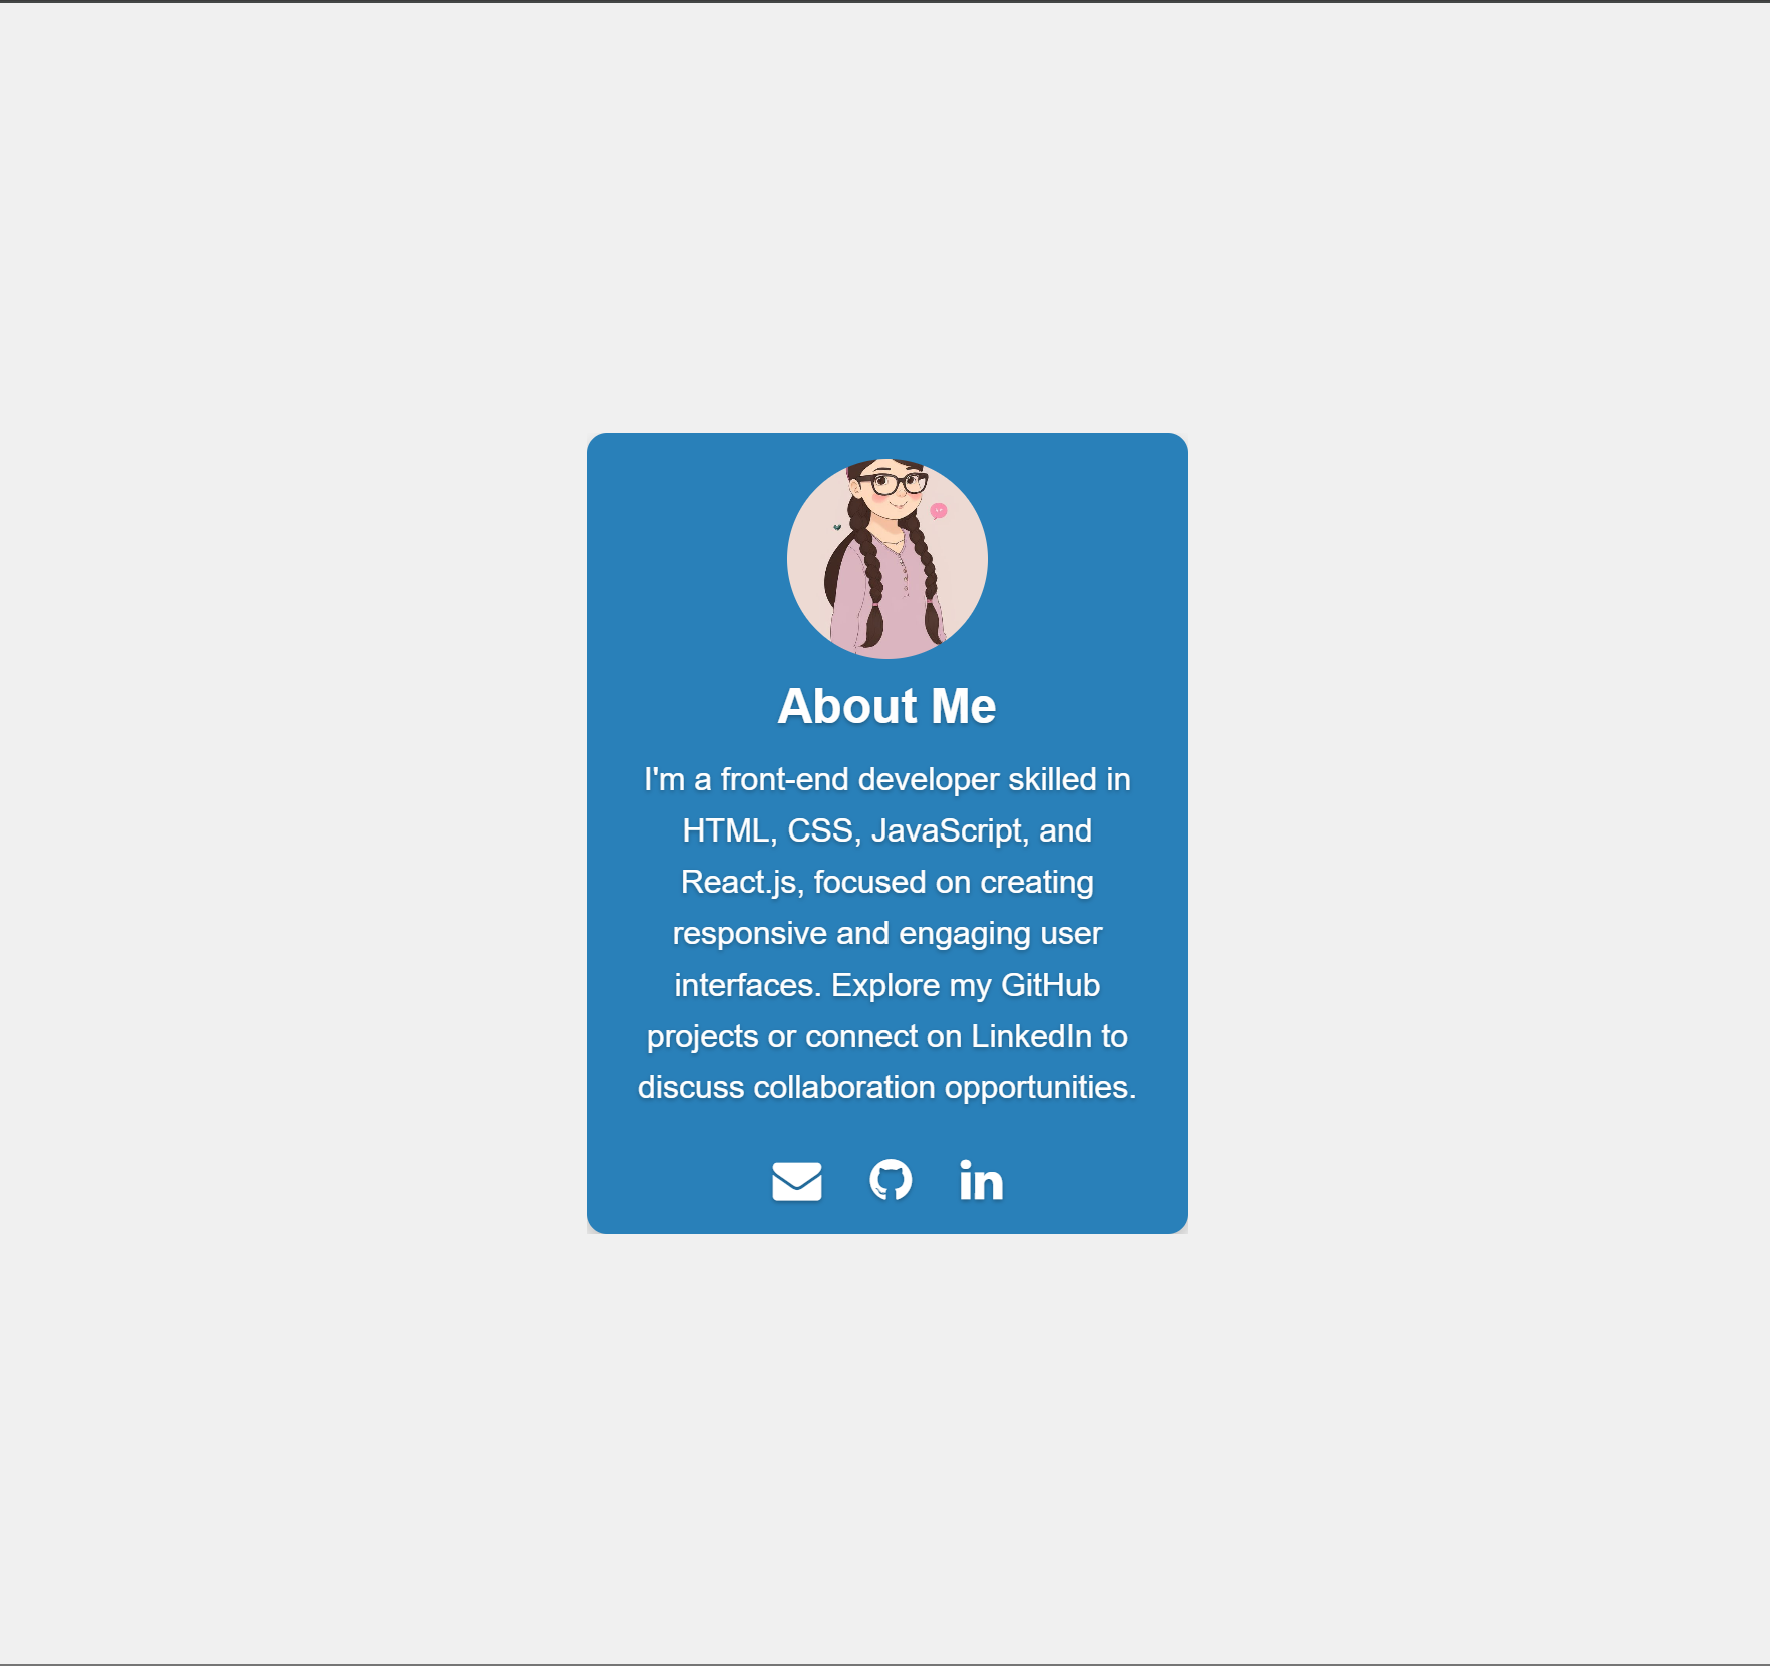 About Me
I'm a front-end developer skilled in
HTML, CSS, JavaScript, and
React.js, focused on creating
responsive and engaging user
interfaces. Explore my GitHub
projects or connect on LinkedIn to
discuss collaboration opportunities.
in